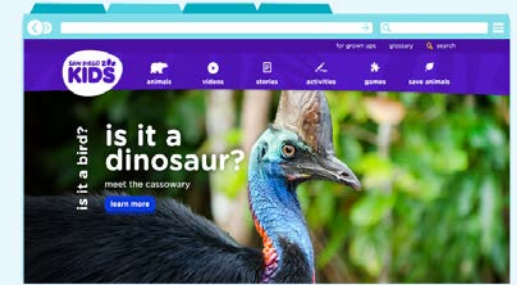 for grown ups glossary search
SAN DIEGO ZOO
KIDS
animals videos stories activities games save animals
is it a bird?
is it a
dinosaur?
meet the cassowary
learn more